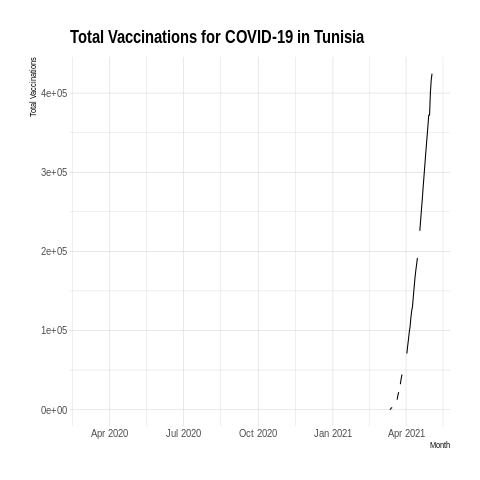 Total Vaccinations for COVID-19 in Tunisia
Total Vaccinations
4e+05
3e+05
2e+05
1e+05
0e+00
Apr 2020 Jul 2020 Oct 2020 Jan 2021 Apr 2021
Month